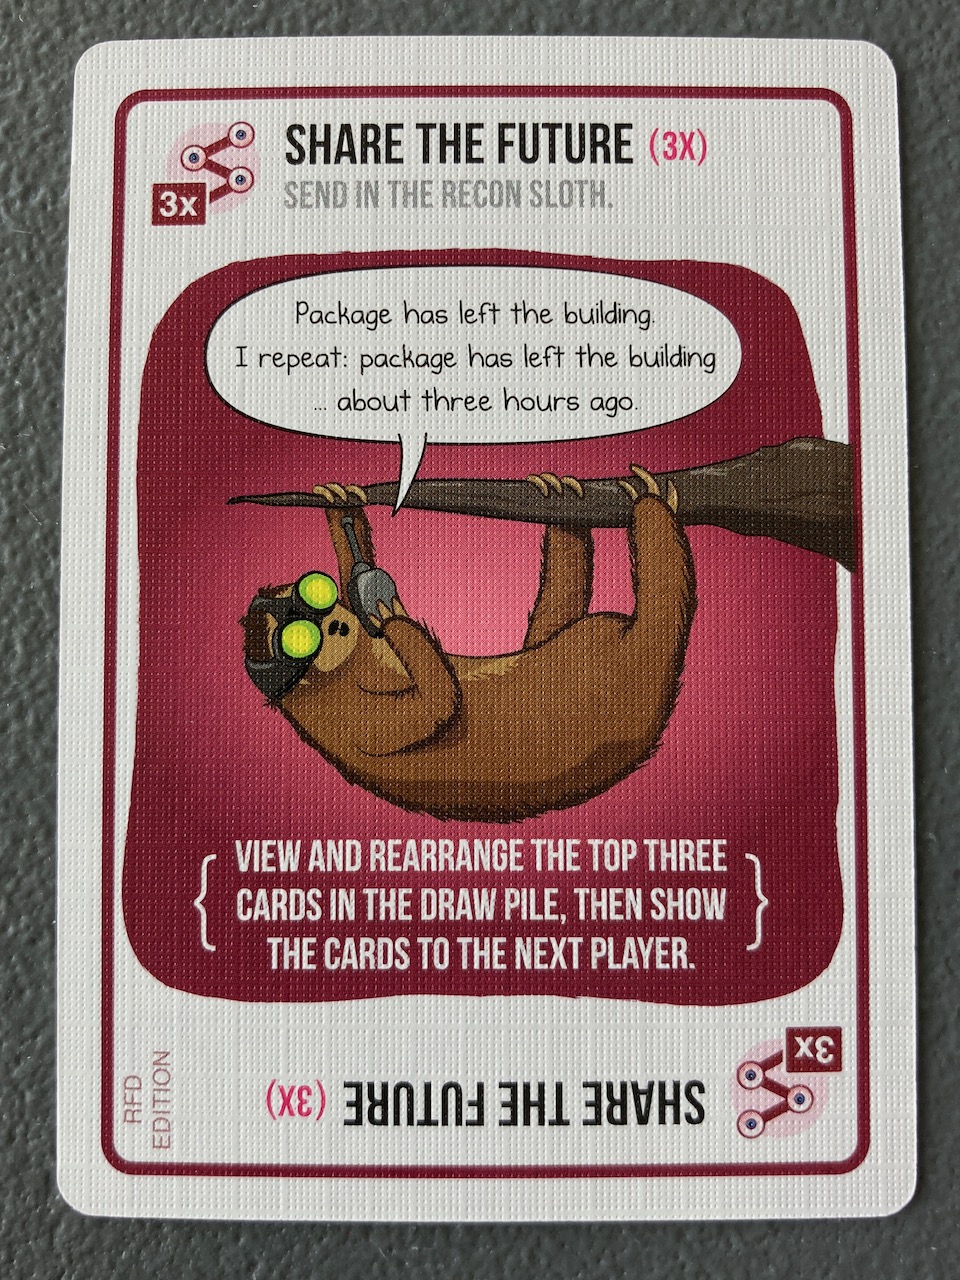 SHARE THE FUTURE (3X)
3x
SEND IN THE RECON SLOTH.
Package has left the building.
I repeat: package has left the building
... about three hours ago.
VIEW AND REARRANGE THE TOP THREE
CARDS IN THE DRAW PILE, THEN SHOW
THE CARDS TO THE NEXT PLAYER.
RFD
EDITION
3x
SHARE THE FUTURE (3X)